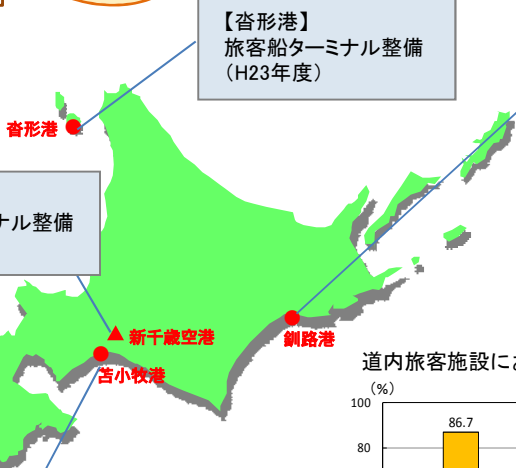 【沓形港】
旅客船ターミナル整備
（H23年度）
沓形港
ナル整備
新千歳空港
苫小牧港
釧路港
道内旅客施設にお
（%）
100
86.7
80